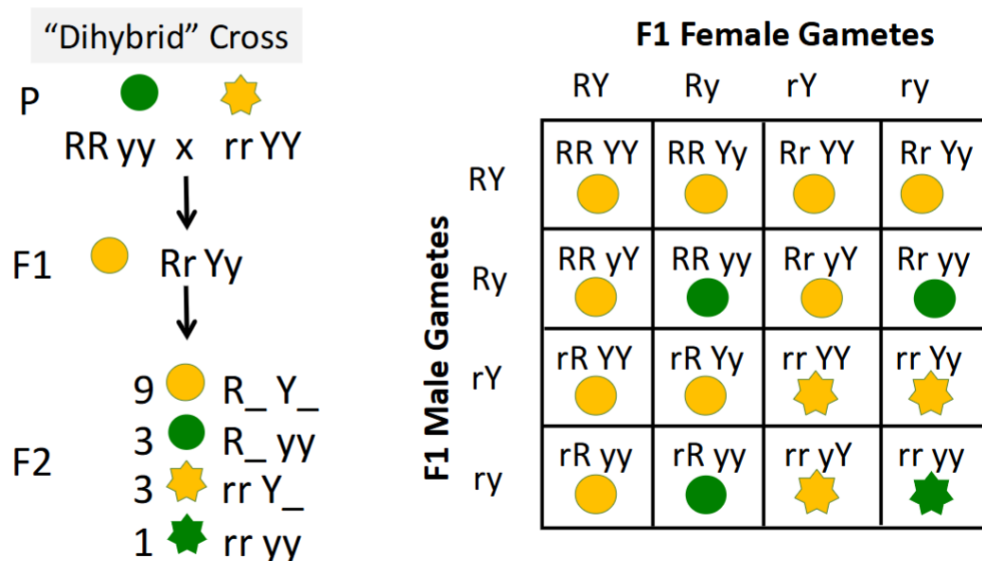 “Dihybrid” Cross
P
RR yy x rr YY
F1 Rr Yy
F2
9 R_ Y_
3 R_ yy
3 rr Y_
1 rr yy
F1 Female Gametes
RY Ry rY ry
F1 Male Gametes
RY
RR YY RR Yy Rr YY Rr Yy
Ry
RR yY RR yy Rr yY Rr yy
rY
rR YY rR Yy rr YY rr Yy
ry
rR yy rR yy rr yY rr yy